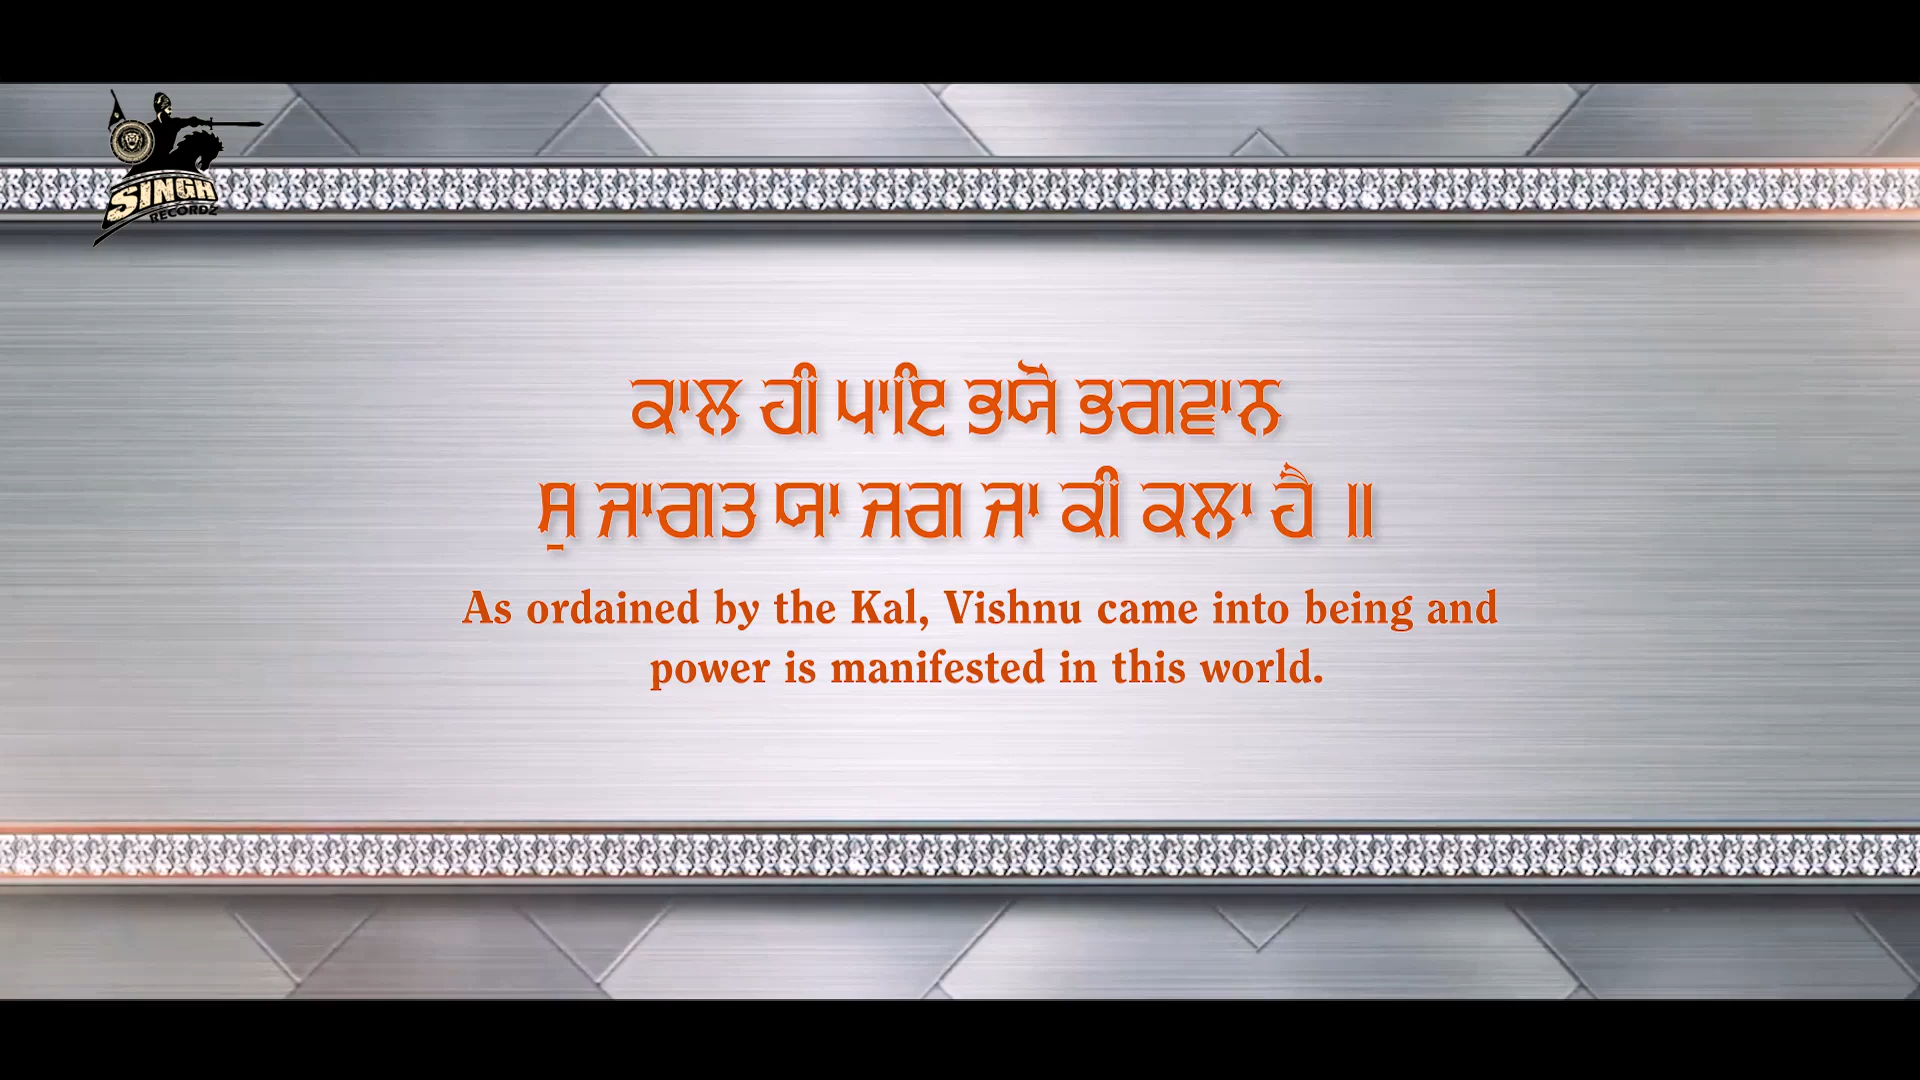 SINGH
RECORDZ
ਕਾਲ ਹੀ ਪਾਇ ਭਯੋ ਭਗਵਾਨ
ਸੁ ਜਾਗਤ ਯਾ ਜਗ ਜਾ ਕੀ ਕਲਾ ਹੈ ॥
As ordained by the Kal, Vishnu came into being and
power is manifested in this world.